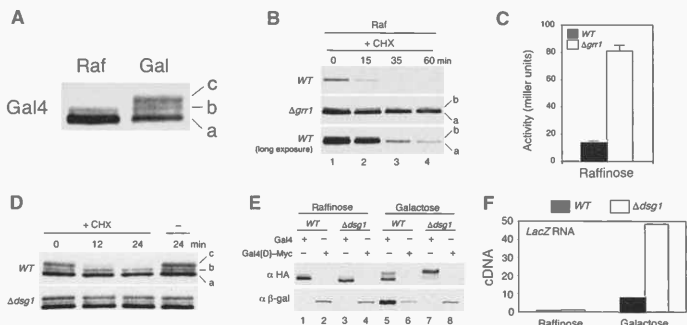 A
Raf Gal
Gal4
c
b
a
B
Raf
+ CHX
0 15 35 60 min
WT
Δgrr1
b
a
WT
(long exposure)
b
a
1 2 3 4
C
WT
Δgrr1
Activity (miller units)
100
80
60
40
20
0
Raffinose
D
+ CHX –
0 12 24 24 min
WT
c
b
a
Δdsg1
E
Raffinose Galactose
WT Δdsg1 WT Δdsg1
Gal4 + – + – + – + –
Gal4[D]–Myc – + – + – + – +
α HA
α β-gal
1 2 3 4 5 6 7 8
F
WT Δdsg1
LacZ RNA
cDNA
50
40
30
20
10
0
Raffinose Galactose